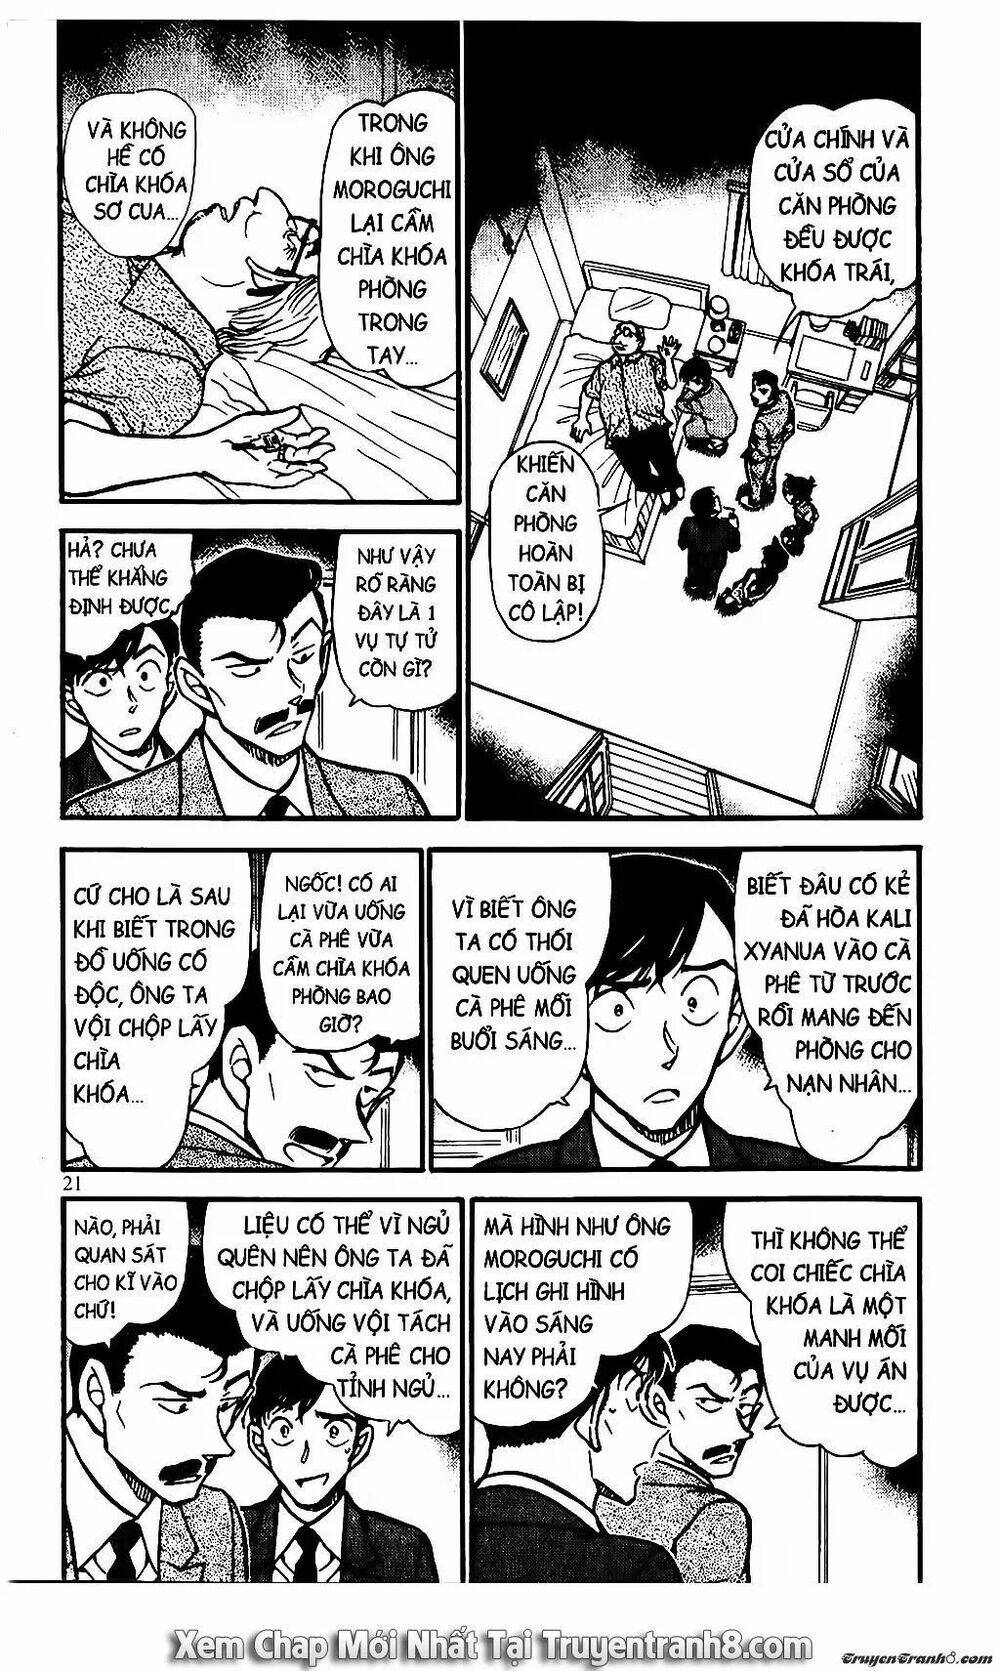 CỬA CHÍNH VÀ
CỬA SỔ CỦA
CĂN PHÒNG
ĐỀU ĐƯỢC
KHÓA TRÁI,
KHIẾN
CĂN
PHÒNG
HOÀN
TOÀN BỊ
CÔ LẬP!
TRONG
KHI ÔNG
MOROGUCHI
LẠI CẦM
CHÌA KHÓA
PHÒNG
TRONG
TAY...
VÀ KHÔNG
HỀ CÓ
CHÌA KHÓA
SƠ CUA...
NHƯ VẬY
RÕ RÀNG
ĐÂY LÀ 1
VỤ TỰ TỬ
CÒN GÌ?
HẢ? CHƯA
THỂ KHẲNG
ĐỊNH ĐƯỢC,
BIẾT ĐÂU CÓ KẺ
ĐÃ HÒA KALI
XYANUA VÀO CÀ
PHÊ TỪ TRƯỚC
RỒI MANG ĐẾN
PHÒNG CHO
NẠN NHÂN...
VÌ BIẾT ÔNG
TA CÓ THÓI
QUEN UỐNG
CÀ PHÊ MỖI
BUỔI SÁNG...
NGỐC! CÓ AI
LẠI VỪA UỐNG
CÀ PHÊ VỪA
CẦM CHÌA KHÓA
PHÒNG BAO
GIỜ?
CỨ CHO LÀ SAU
KHI BIẾT TRONG
ĐỒ UỐNG CÓ
ĐỘC, ÔNG TA
VỘI CHỘP LẤY
CHÌA
KHÓA...
21
THÌ KHÔNG THỂ
COI CHIẾC CHÌA
KHÓA LÀ MỘT
MANH MỐI
CỦA VỤ ÁN
ĐƯỢC...
MÀ HÌNH NHƯ ÔNG
MOROGUCHI CÓ
LỊCH GHI HÌNH
VÀO SÁNG
NAY PHẢI
KHÔNG?
LIỆU CÓ THỂ VÌ NGỦ
QUÊN NÊN ÔNG TA ĐÃ
CHỘP LẤY CHÌA KHÓA,
VÀ UỐNG VỘI TÁCH
CÀ PHÊ CHO
TỈNH NGỦ...
NÀO, PHẢI
QUAN SÁT
CHO KĨ VÀO
CHỨ!
Xem Chap Mới Nhất Tại Truyentranh8.com
TruyenTranh8.com